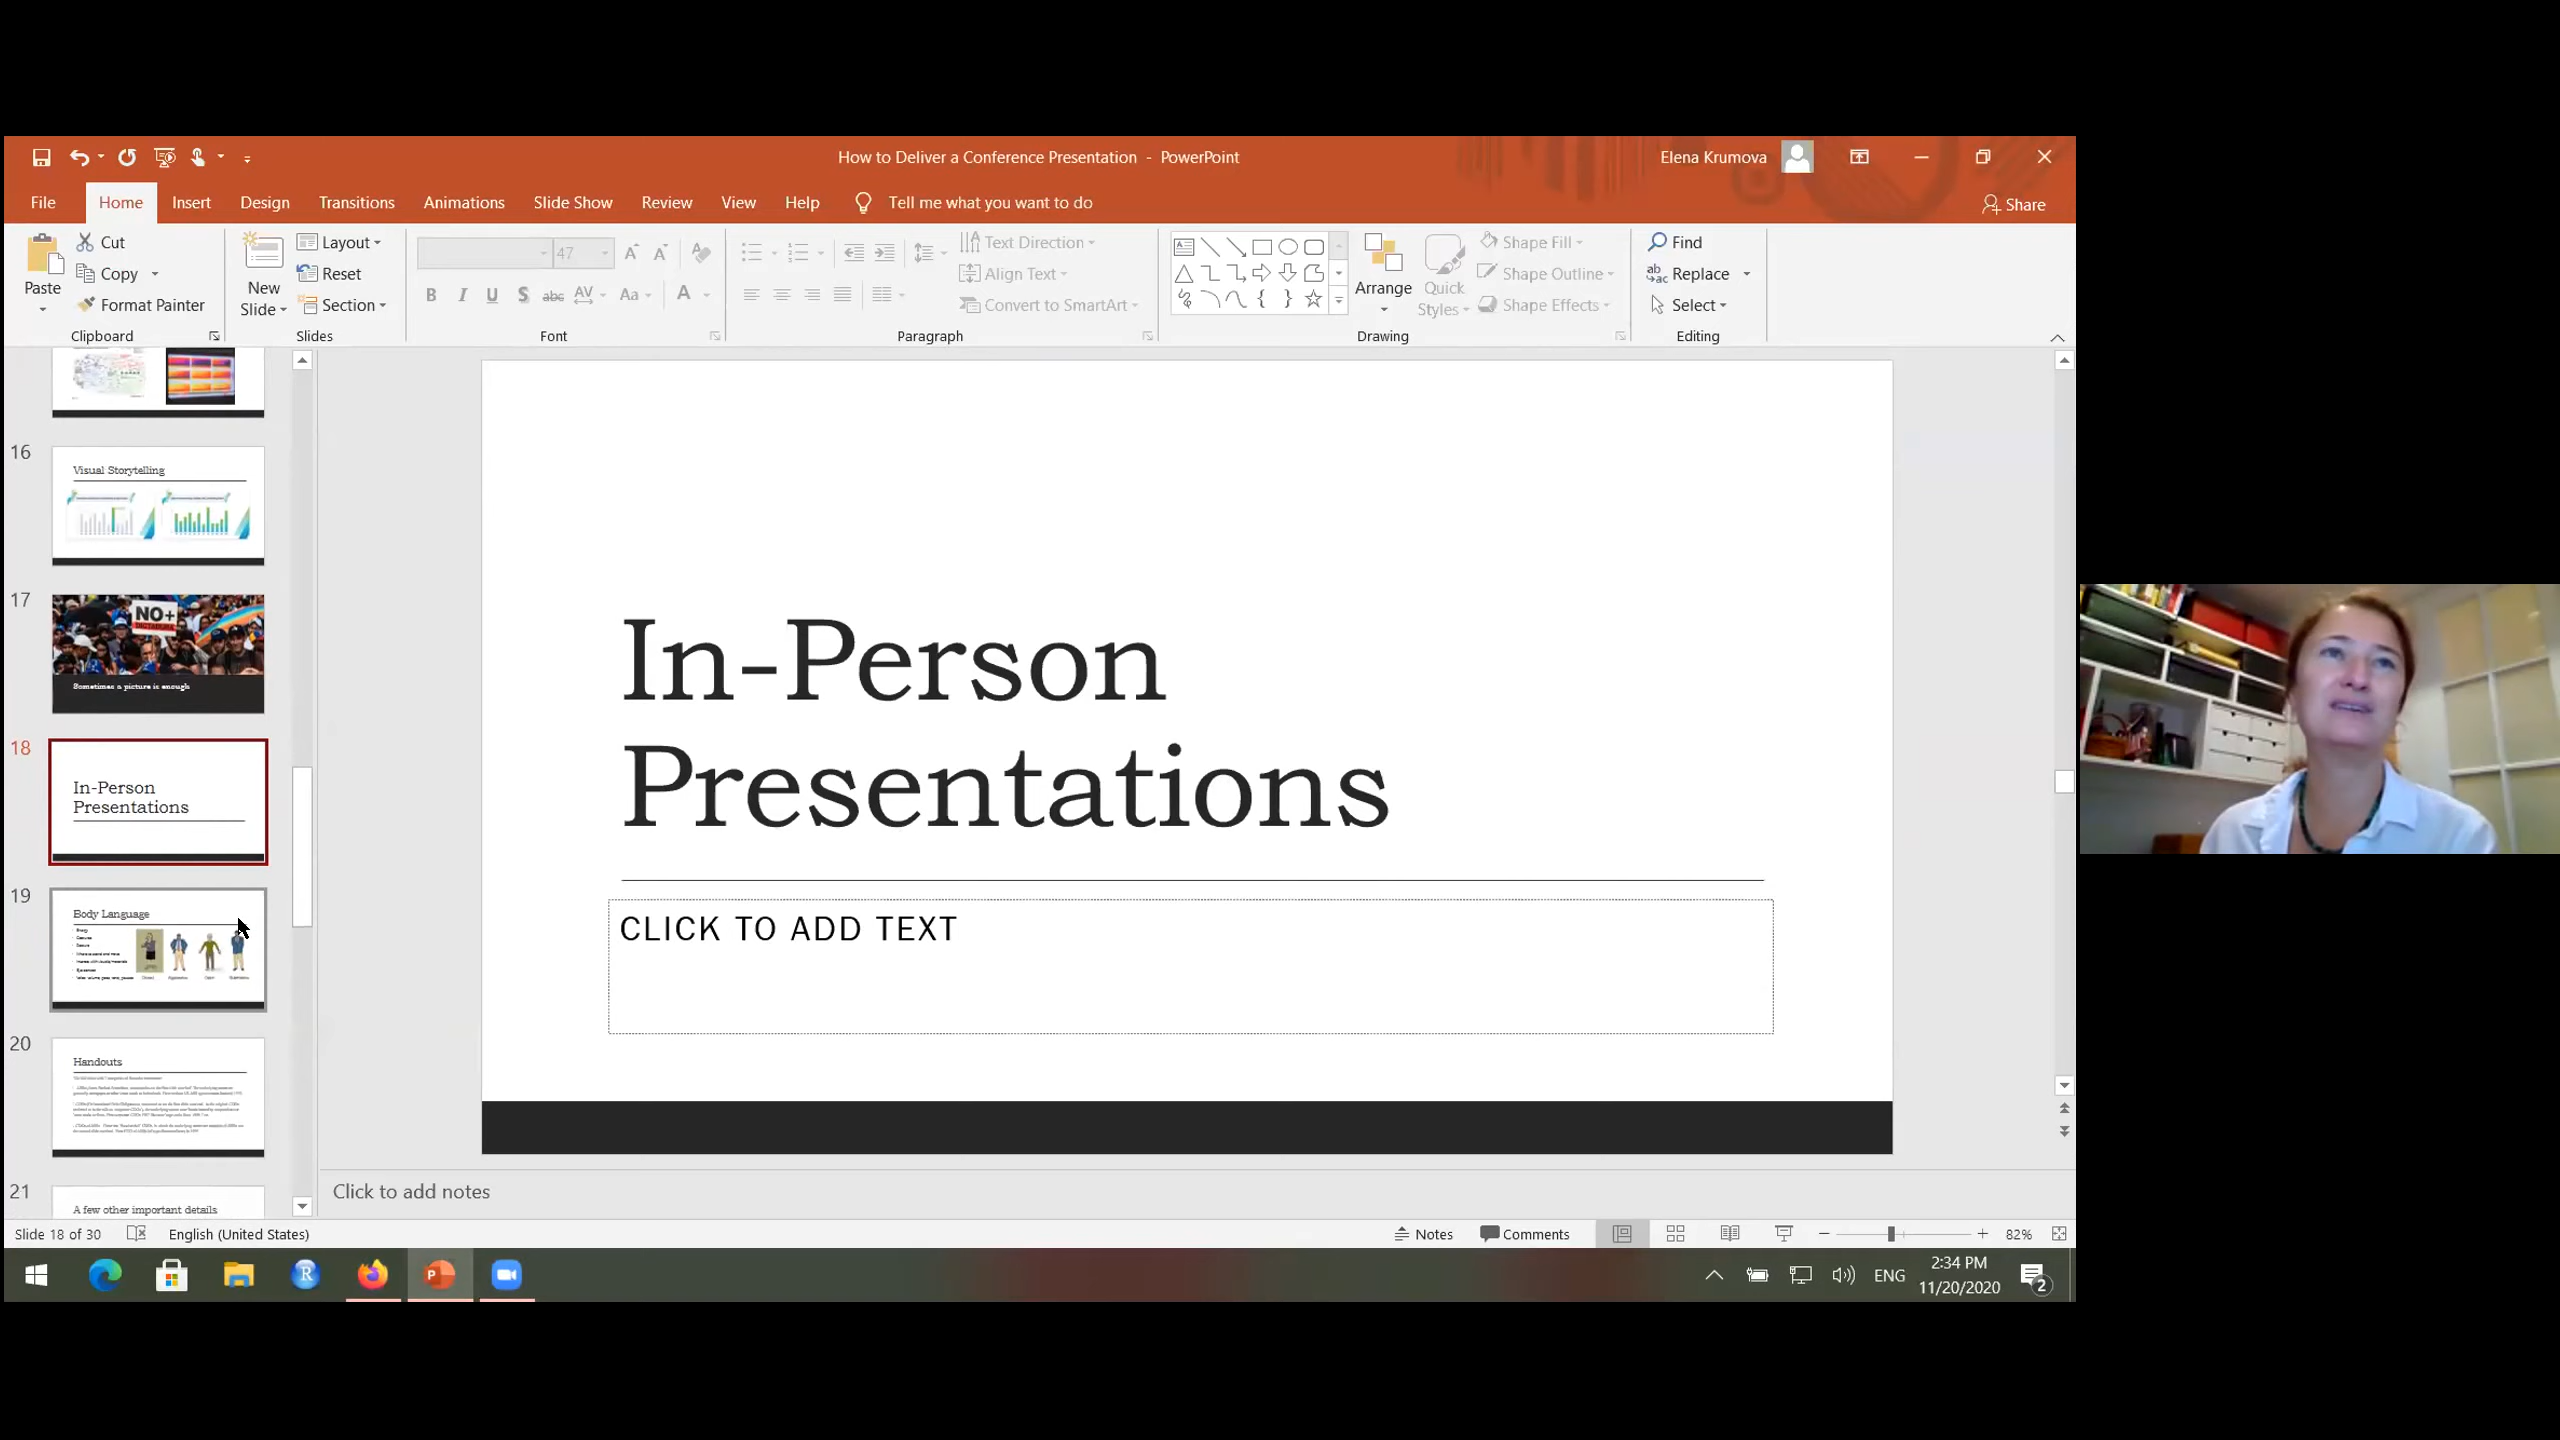 How to Deliver a Conference Presentation - PowerPoint
Elena Krumova
File Home Insert Design Transitions Animations Slide Show Review View Help Tell me what you want to do
Share
Paste
Cut
Copy
Format Painter
Clipboard
New
Slide
Layout
Reset
Section
Slides
47
B I U S abc AV Aa A
Font
Text Direction
Align Text
Convert to SmartArt
Paragraph
Arrange
Quick
Styles
Shape Fill
Shape Outline
Shape Effects
Drawing
Find
Replace
Select
Editing
16
Visual Storytelling
17
NO+
DICTADURA
Sometimes a picture is enough
18
In-Person
Presentations
19
Body Language
20
Handouts
21
A few other important details
In-Person
Presentations
CLICK TO ADD TEXT
Click to add notes
Slide 18 of 30
English (United States)
Notes
Comments
82%
ENG
2:34 PM
11/20/2020
2